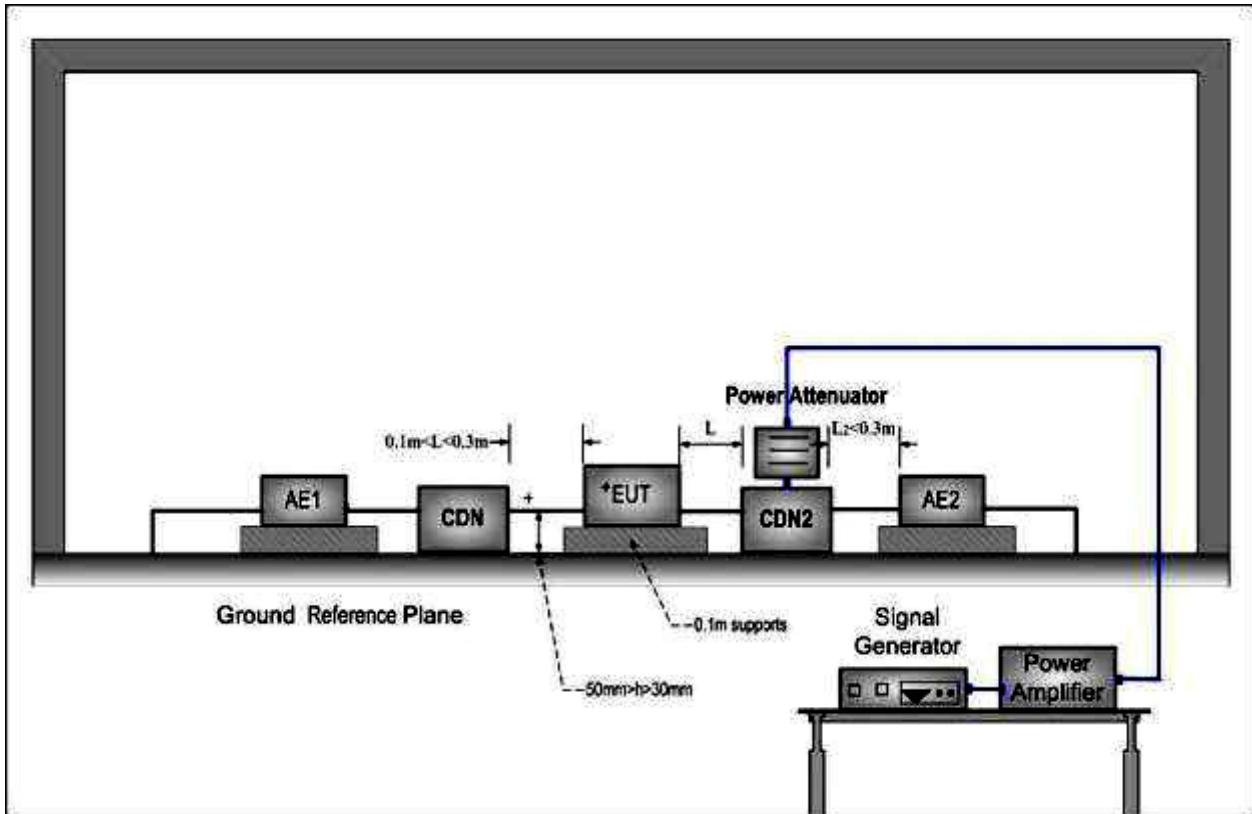 Power Attenuator
0.1m<L<0.3m
L
L2<0.3m
AE1
CDN
+
+EUT
CDN2
AE2
Ground Reference Plane
0.1m supports
50mm>h>30mm
Signal
Generator
Power
Amplifier